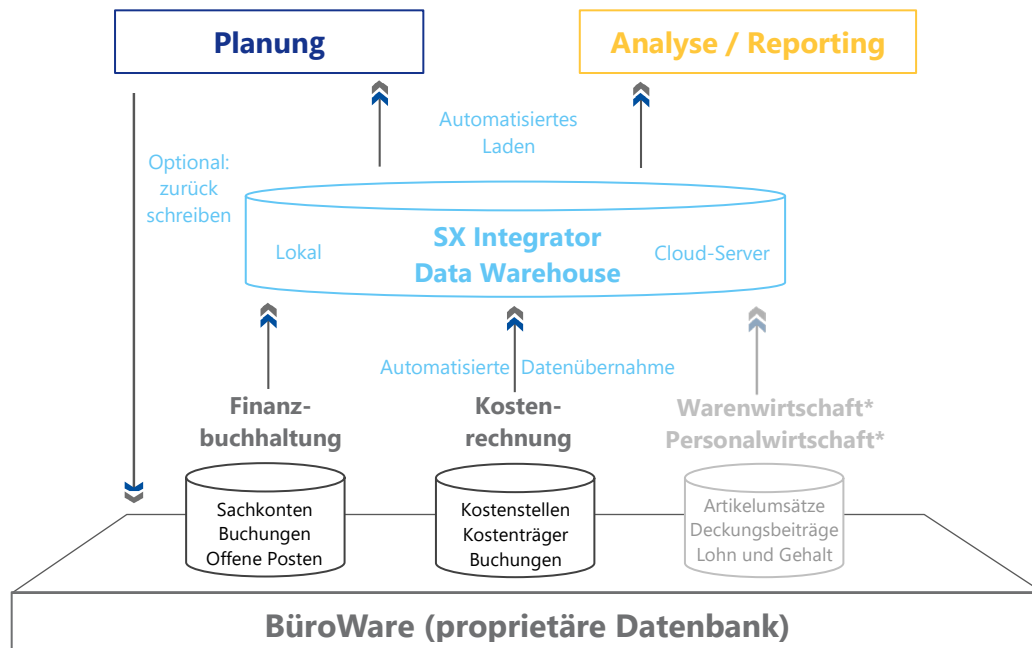 Planung
Analyse / Reporting
Automatisiertes
Laden
Optional:
zurück
schreiben
SX Integrator
Data Warehouse
Lokal
Cloud-Server
Automatisierte Datenübernahme
Finanz-
buchhaltung
Kosten-
rechnung
Warenwirtschaft*
Personalwirtschaft*
Sachkonten
Buchungen
Offene Posten
Kostenstellen
Kostenträger
Buchungen
Artikelumsätze
Deckungsbeiträge
Lohn und Gehalt
BüroWare (proprietäre Datenbank)